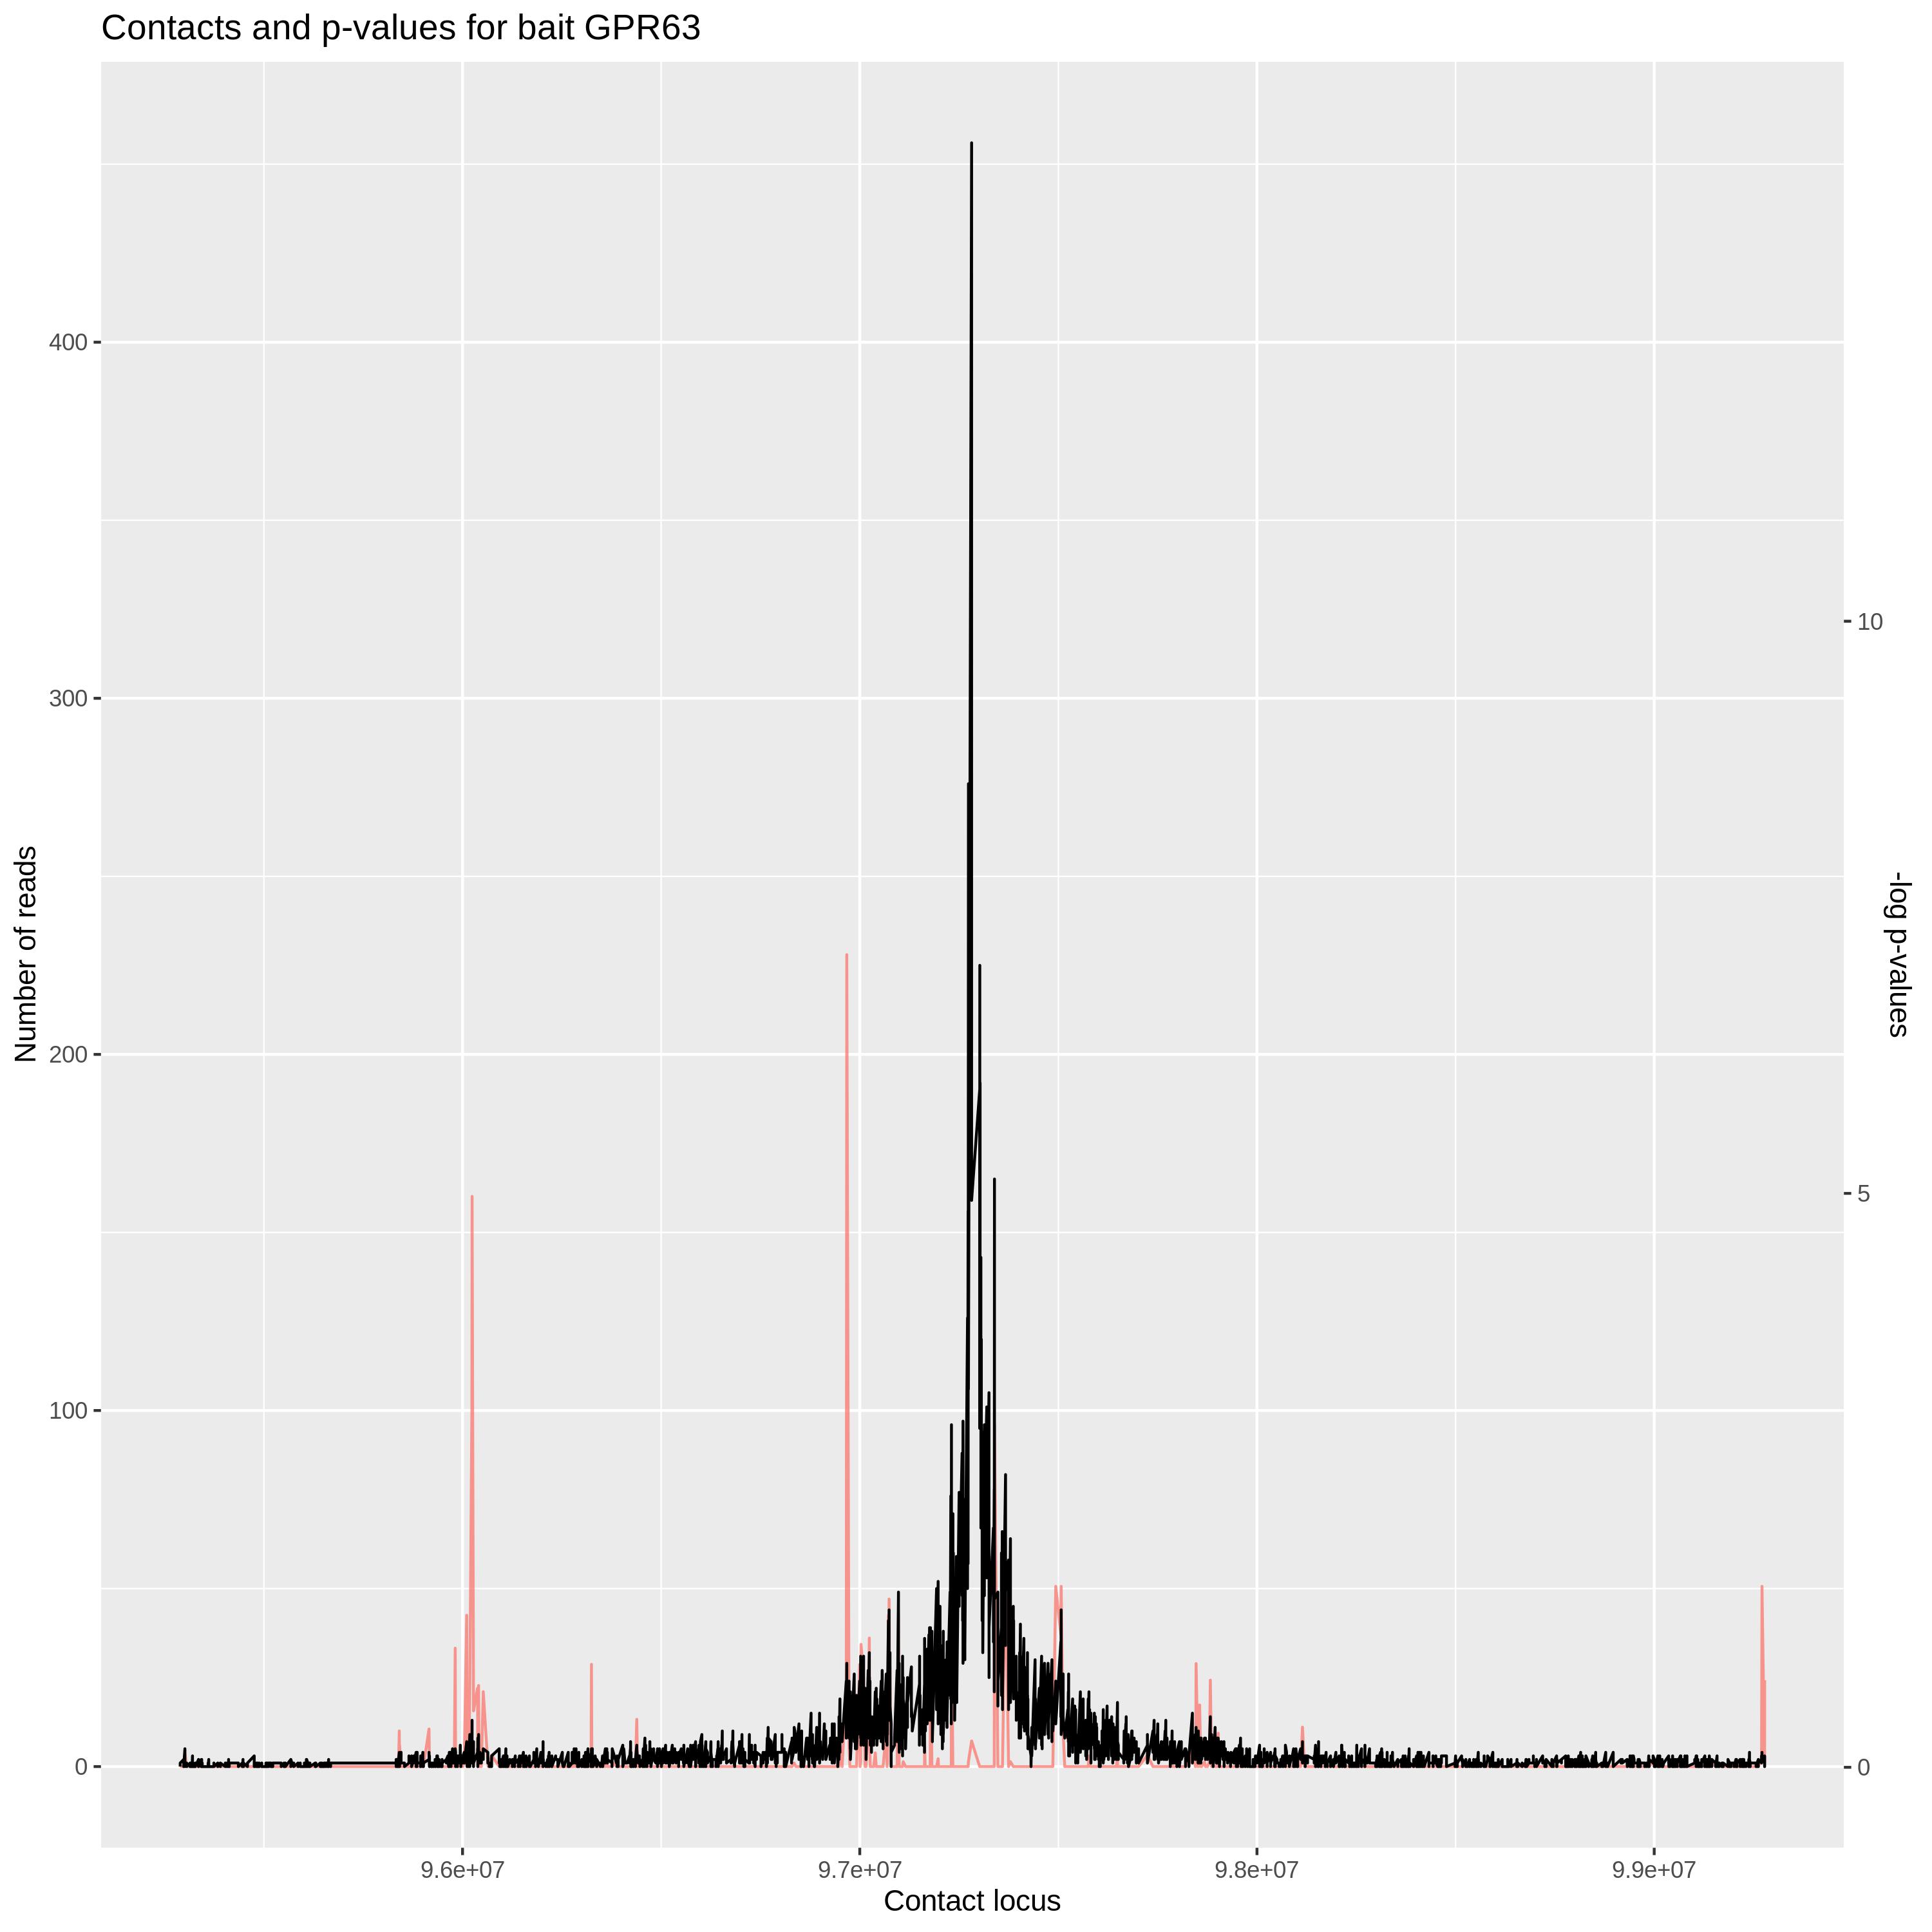 Contacts and p-values for bait GPR63
Number of reads
400
300
200
100
0
10
5
0
-log p-values
9.6e+07
9.7e+07
9.8e+07
9.9e+07
Contact locus